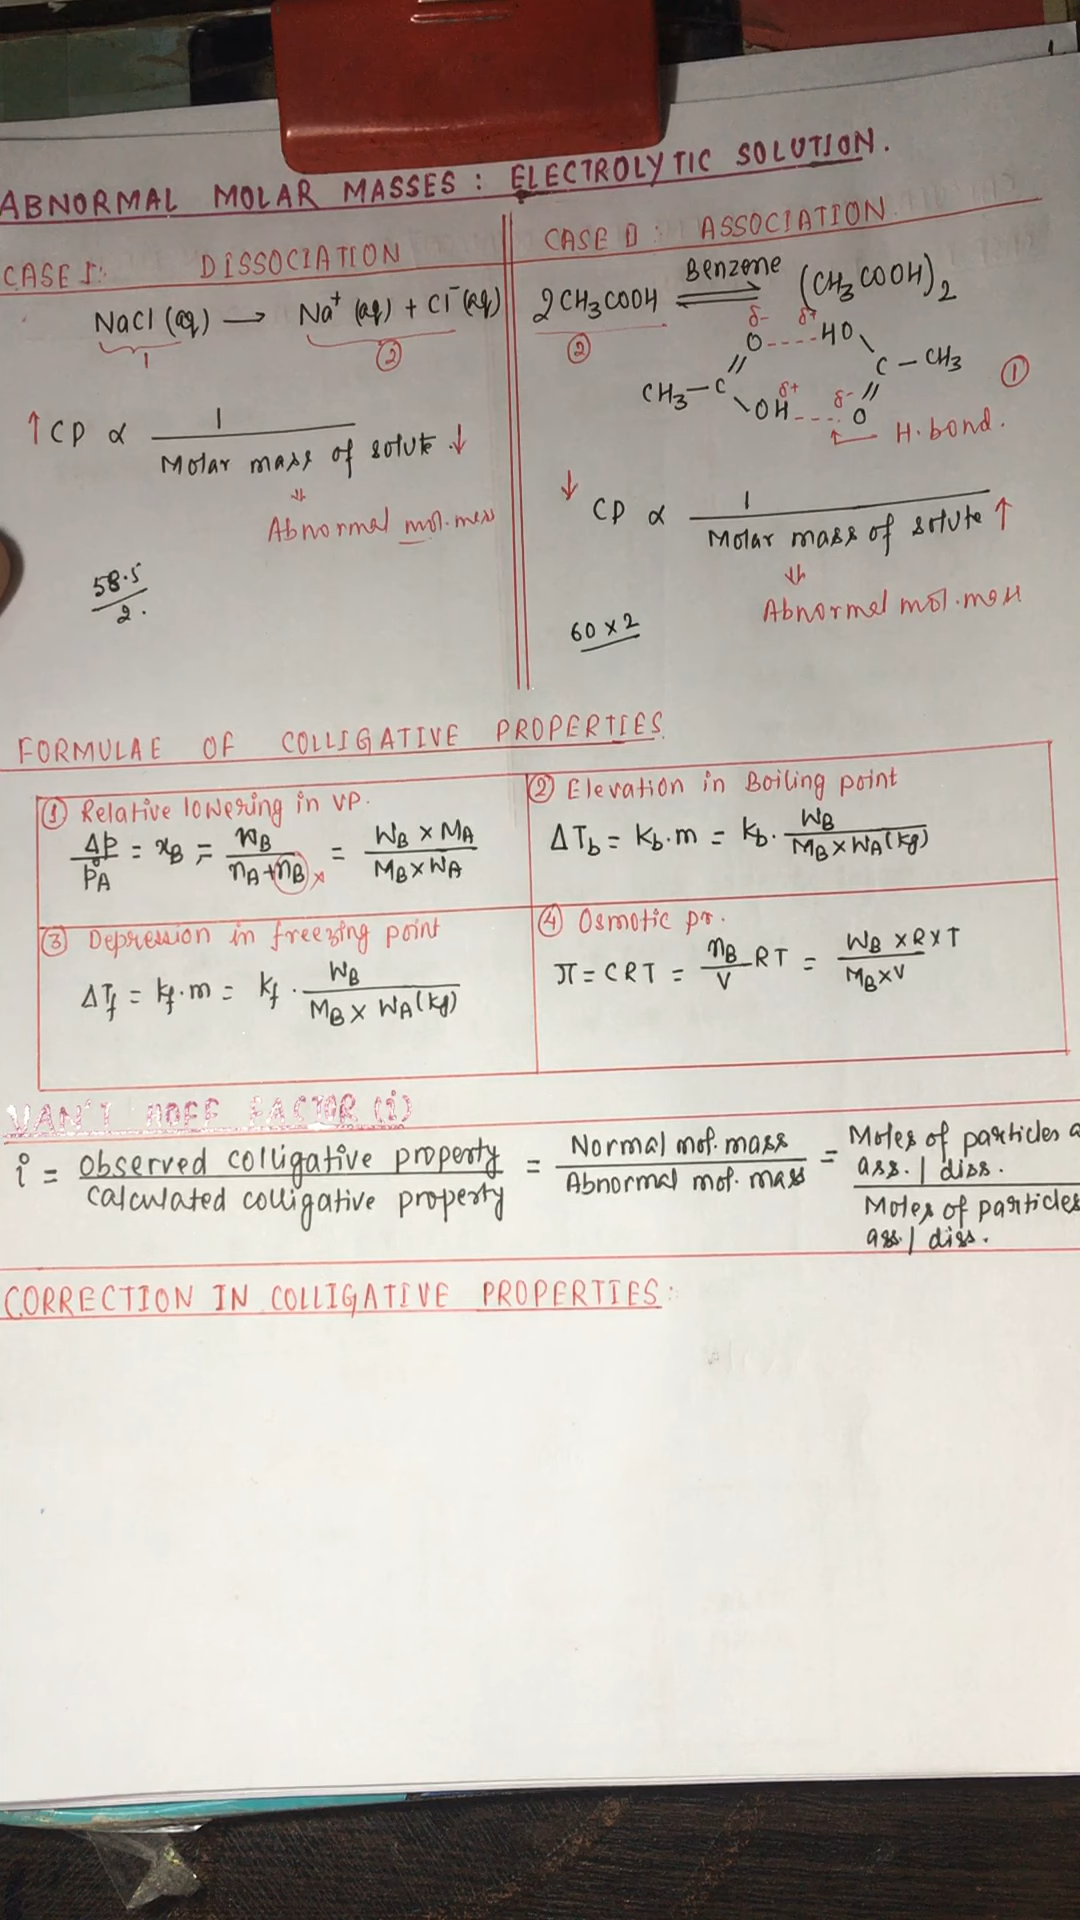 ABNORMAL MOLAR MASSES : ELECTROLYTIC SOLUTION.
CASE I: DISSOCIATION
NaCl (aq) → Na⁺ (aq) + Cl⁻ (aq)
1 2
↑ CP ∝ 1 / Molar mass of solute ↓
⇓
Abnormal mol. mass
58.5 / 2.
CASE II : ASSOCIATION.
2CH₃COOH ⇌ (CH₃COOH)₂
Benzene
2
δ- δ+
O----HO
CH₃—C C—CH₃ 1
δ+ δ-
OH---O
H. bond.
↓ CP ∝ 1 / Molar mass of solute ↑
⇓
Abnormal mol. mass
60 × 2
FORMULAE OF COLLIGATIVE PROPERTIES
① Relative lowering in VP.
Δp / p°A = xB = nB / nA+nB × = WB × MA / MB × WA
② Elevation in Boiling point
ΔTb = Kb.m = Kb. WB / MB × WA(kg)
③ Depression in freezing point
ΔTf = Kf.m = Kf . WB / MB × WA(kg)
④ Osmotic pr.
π = CRT = nB / V RT = WB × R × T / MB × V
VAN'T HOFF FACTOR (i)
i = observed colligative property / calculated colligative property = Normal mol. mass / Abnormal mol. mass = Moles of particles a ass. / diss. / Moles of particles ass / diss.
CORRECTION IN COLLIGATIVE PROPERTIES :